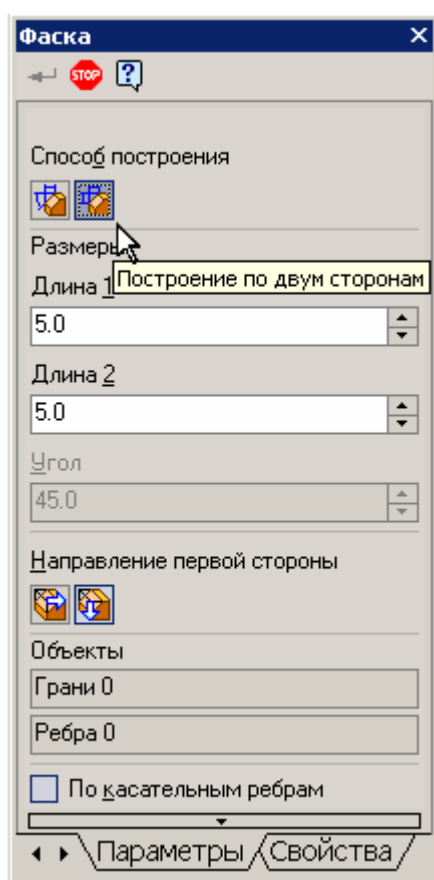 Фаска
STOP ?
Способ построения
Размеры
Построение по двум сторонам
Длина 1
5.0
Длина 2
5.0
Угол
45.0
Направление первой стороны
Объекты
Грани 0
Ребра 0
По касательным ребрам
Параметры Свойства